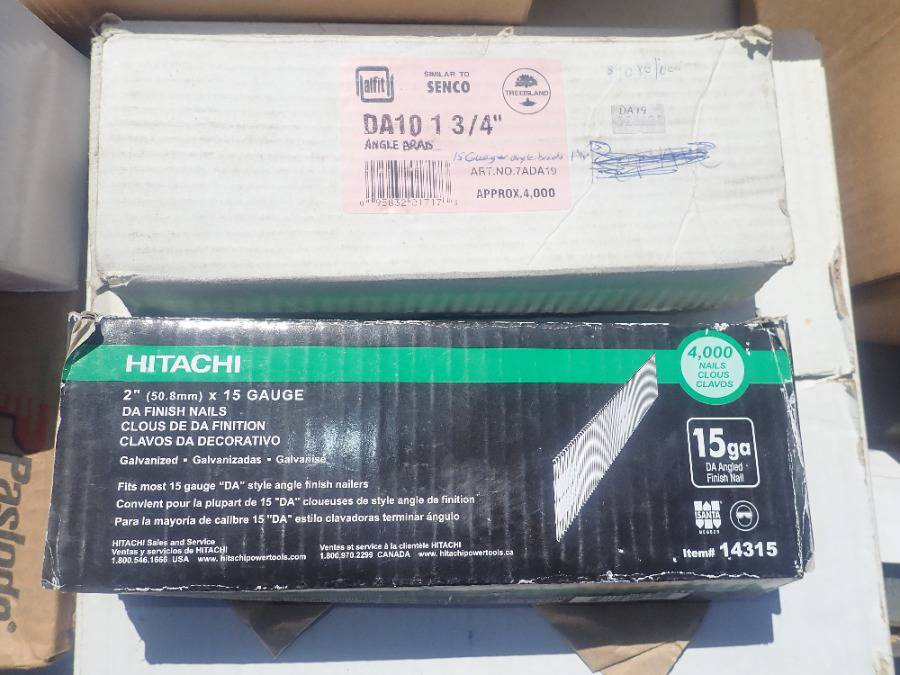 alfit
SIMILAR TO
SENCO
TREE ISLAND
DA10 1 3/4"
ANGLE BRAD
15 Gauger angle brads
ART.NO.7ADA19
APPROX.4,000
DA19
HITACHI
4,000
NAILS
CLOUS
CLAVOS
2" (50.8mm) x 15 GAUGE
DA FINISH NAILS
CLOUS DE DA FINITION
CLAVOS DA DECORATIVO
Galvanized • Galvanizadas • Galvanise
Fits most 15 gauge "DA" style angle finish nailers
Convient pour la plupart de 15 "DA" cloueuses de style angle de finition
Para la mayoría de calibre 15 "DA" estilo clavadoras terminar ángulo
15ga
DA Angled
Finish Nail
ISANTA
HITACHI Sales and Service
Ventas y servicios de HITACHI
1.800.546.1666 USA www.hitachipowertools.com
Ventes et service à la clientèle HITACHI
1.800.970.2299 CANADA www.hitachipowertools.ca
Item# 14315
Paslode®